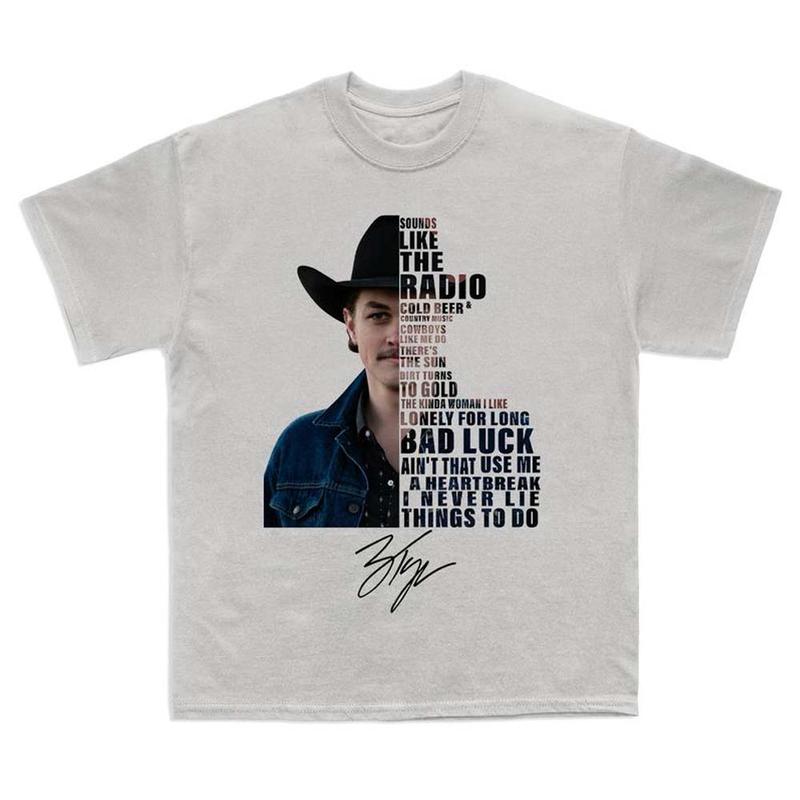 SOUNDS
LIKE
THE
RADIO
COLD BEER &
COUNTRY MUSIC
COWBOYS
LIKE ME DO
THERE'S
THE SUN
DIRT TURNS
TO GOLD
THE KINDA WOMAN I LIKE
LONELY FOR LONG
BAD LUCK
AIN'T THAT USE ME
A HEARTBREAK
I NEVER LIE
THINGS TO DO